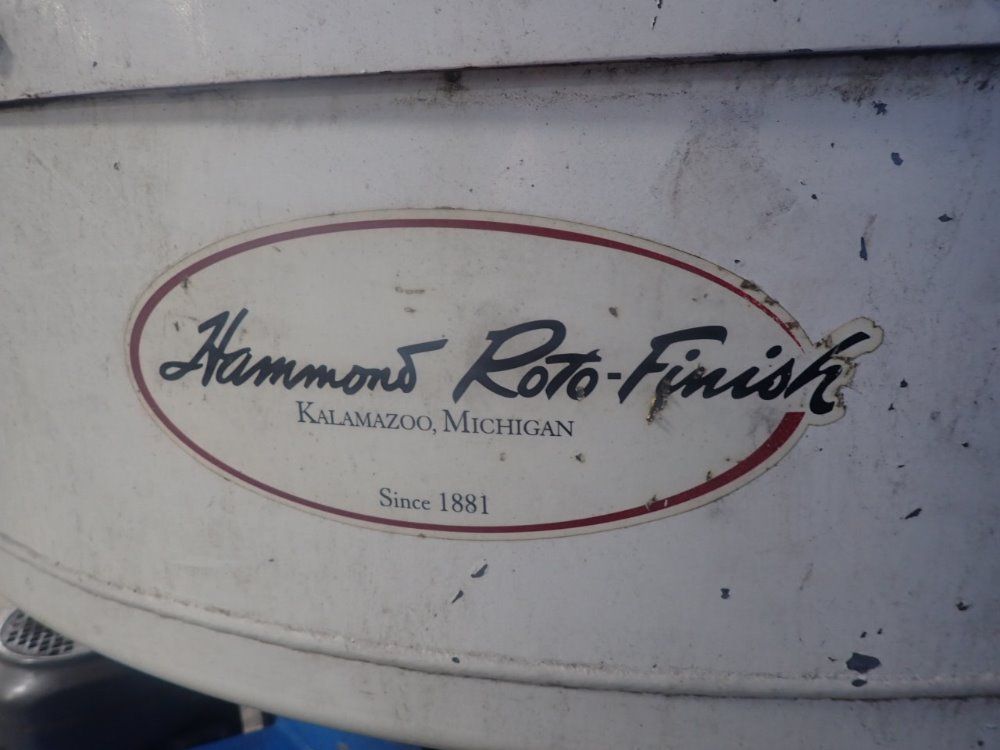 Hammond Roto-Finish
KALAMAZOO, MICHIGAN
Since 1881